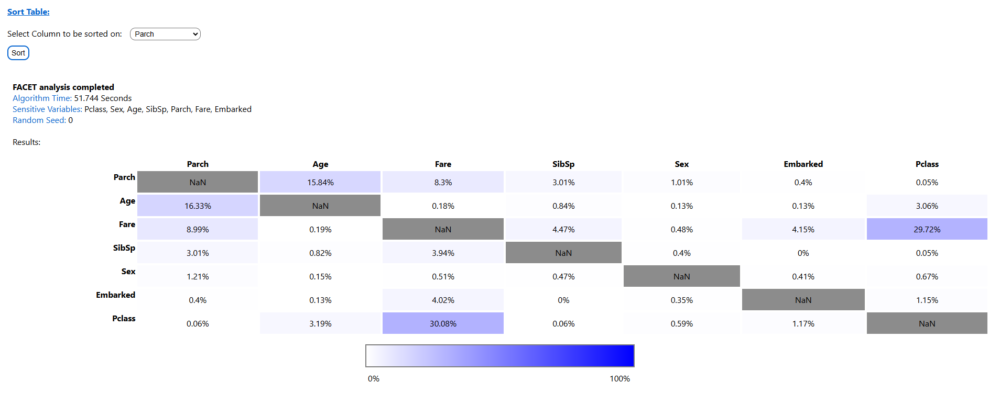 Sort Table:
Select Column to be sorted on: Parch
Sort
FACET analysis completed
Algorithm Time: 51.744 Seconds
Sensitive Variables: Pclass, Sex, Age, SibSp, Parch, Fare, Embarked
Random Seed: 0
Results:
Parch Age Fare SibSp Sex Embarked Pclass
Parch NaN 15.84% 8.3% 3.01% 1.01% 0.4% 0.05%
Age 16.33% NaN 0.18% 0.84% 0.13% 0.13% 3.06%
Fare 8.99% 0.19% NaN 4.47% 0.48% 4.15% 29.72%
SibSp 3.01% 0.82% 3.94% NaN 0.4% 0% 0.05%
Sex 1.21% 0.15% 0.51% 0.47% NaN 0.41% 0.67%
Embarked 0.4% 0.13% 4.02% 0% 0.35% NaN 1.15%
Pclass 0.06% 3.19% 30.08% 0.06% 0.59% 1.17% NaN
0% 100%